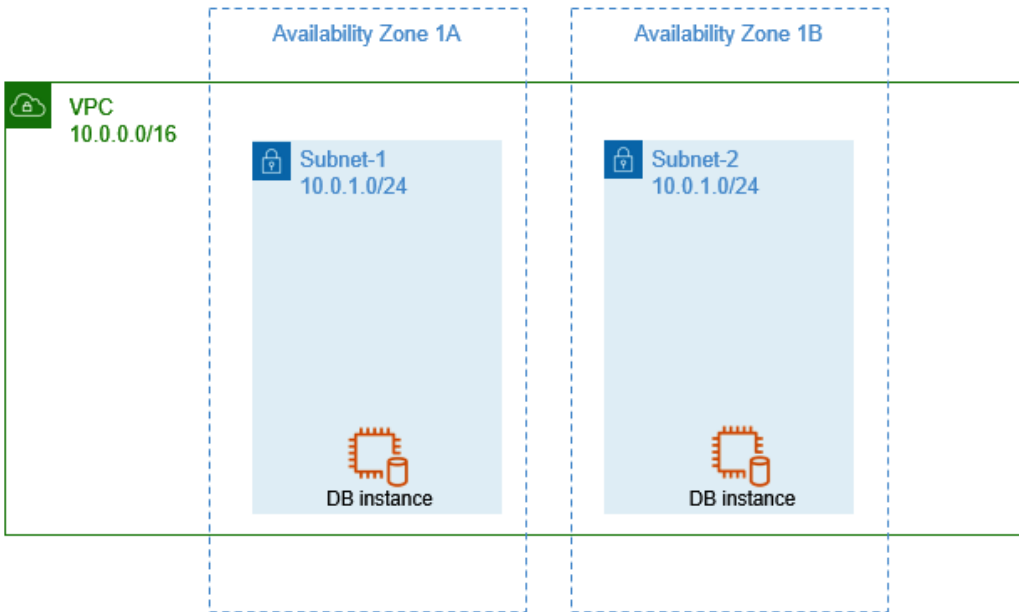 Availability Zone 1A
Availability Zone 1B
VPC
10.0.0.0/16
Subnet-1
10.0.1.0/24
Subnet-2
10.0.1.0/24
DB instance
DB instance